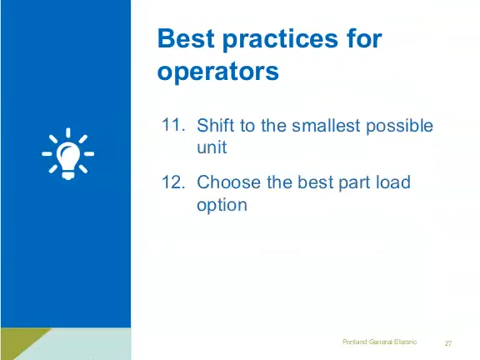 Best practices for
operators
11. Shift to the smallest possible
unit
12. Choose the best part load
option
Portland General Electric 27